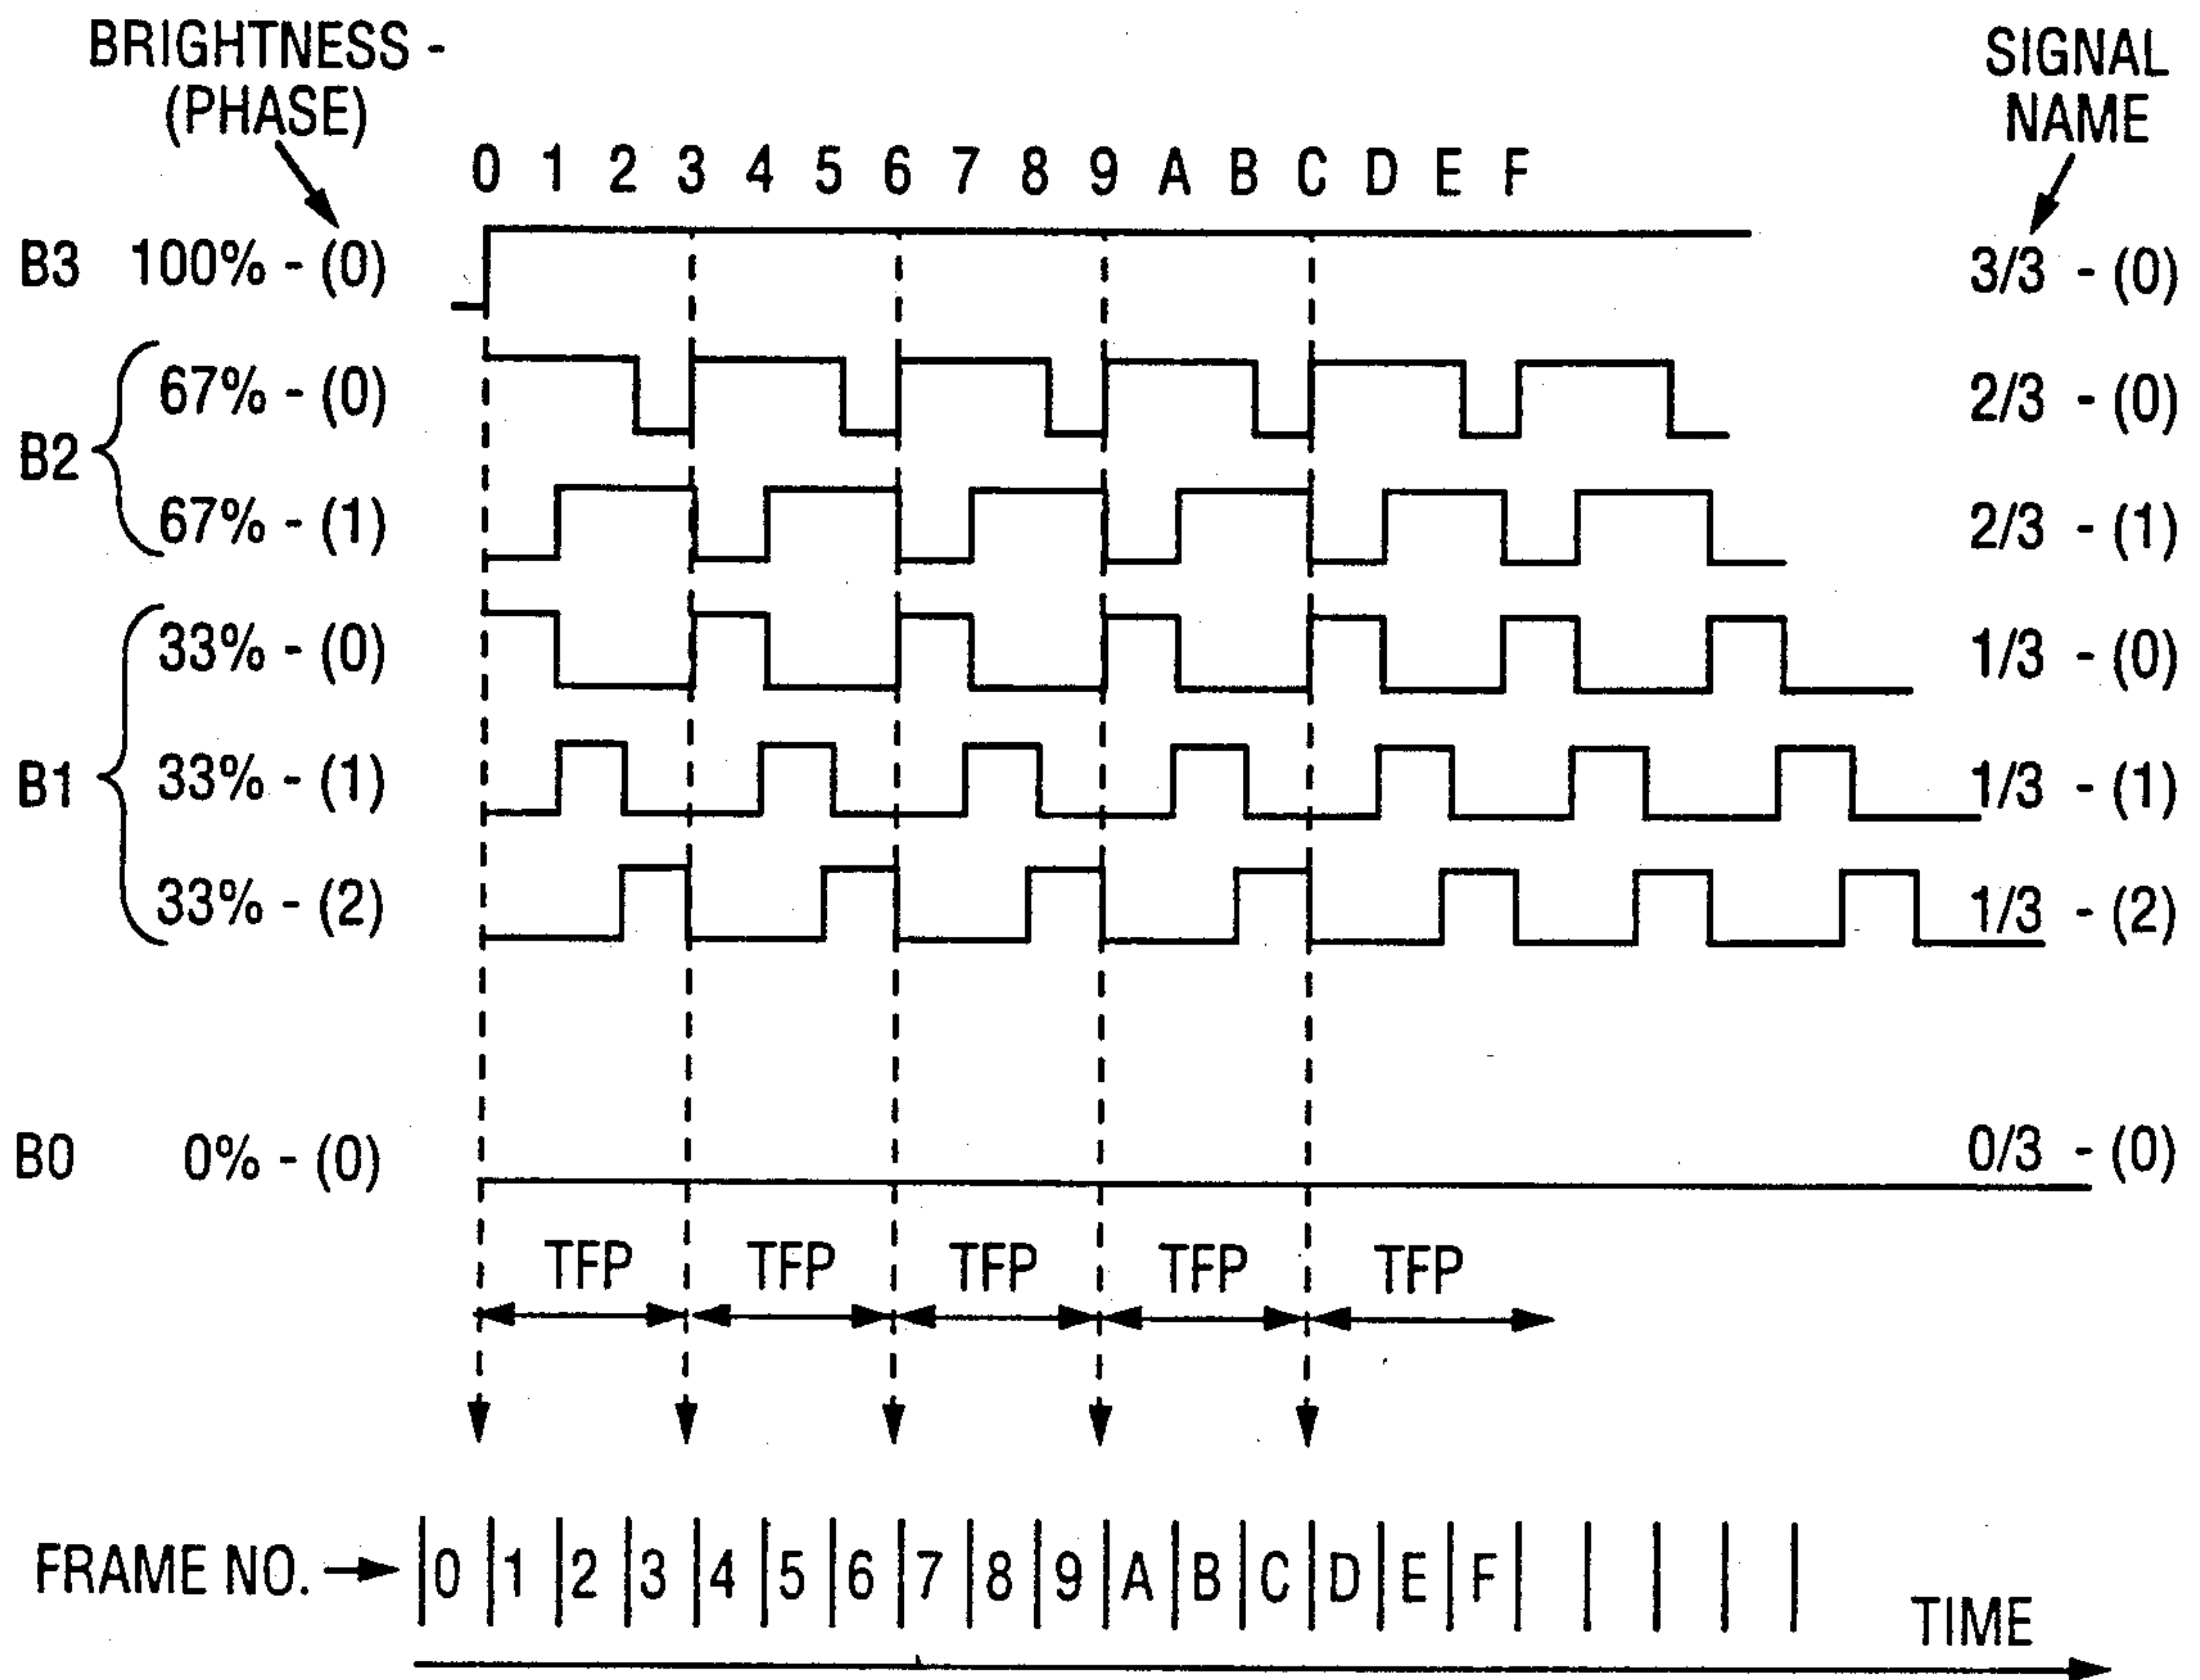 BRIGHTNESS -
(PHASE)
SIGNAL
NAME
0 1 2 3 4 5 6 7 8 9 A B C D E F
B3 100% - (0) 3/3 - (0)
67% - (0) 2/3 - (0)
B2
67% - (1) 2/3 - (1)
33% - (0) 1/3 - (0)
B1 33% - (1) 1/3 - (1)
33% - (2) 1/3 - (2)
B0 0% - (0) 0/3 - (0)
TFP TFP TFP TFP TFP
FRAME NO. 0 1 2 3 4 5 6 7 8 9 A B C D E F
TIME